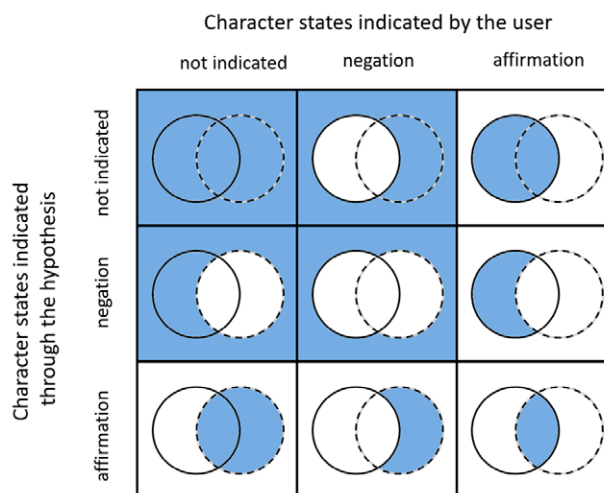 Character states indicated by the user
not indicated
negation
affirmation
Character states indicated
through the hypothesis
not indicated
negation
affirmation